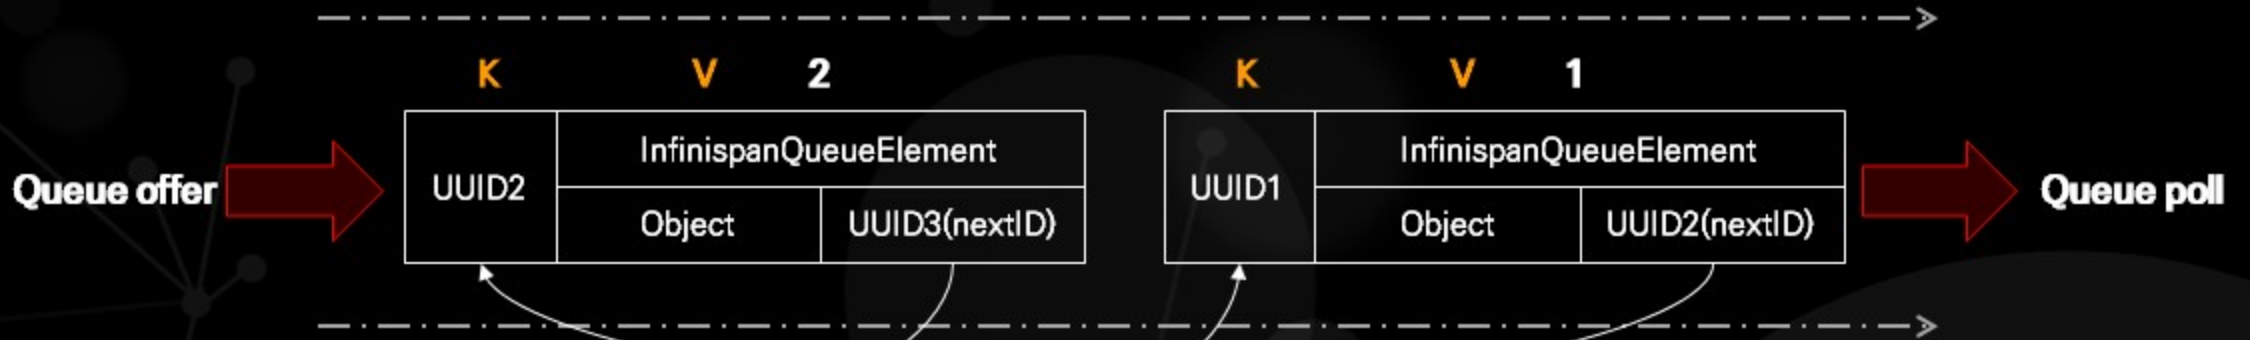 K V 2 K V 1
Queue offer
UUID2
InfinispanQueueElement
Object
UUID3(nextID)
UUID1
InfinispanQueueElement
Object
UUID2(nextID)
Queue poll